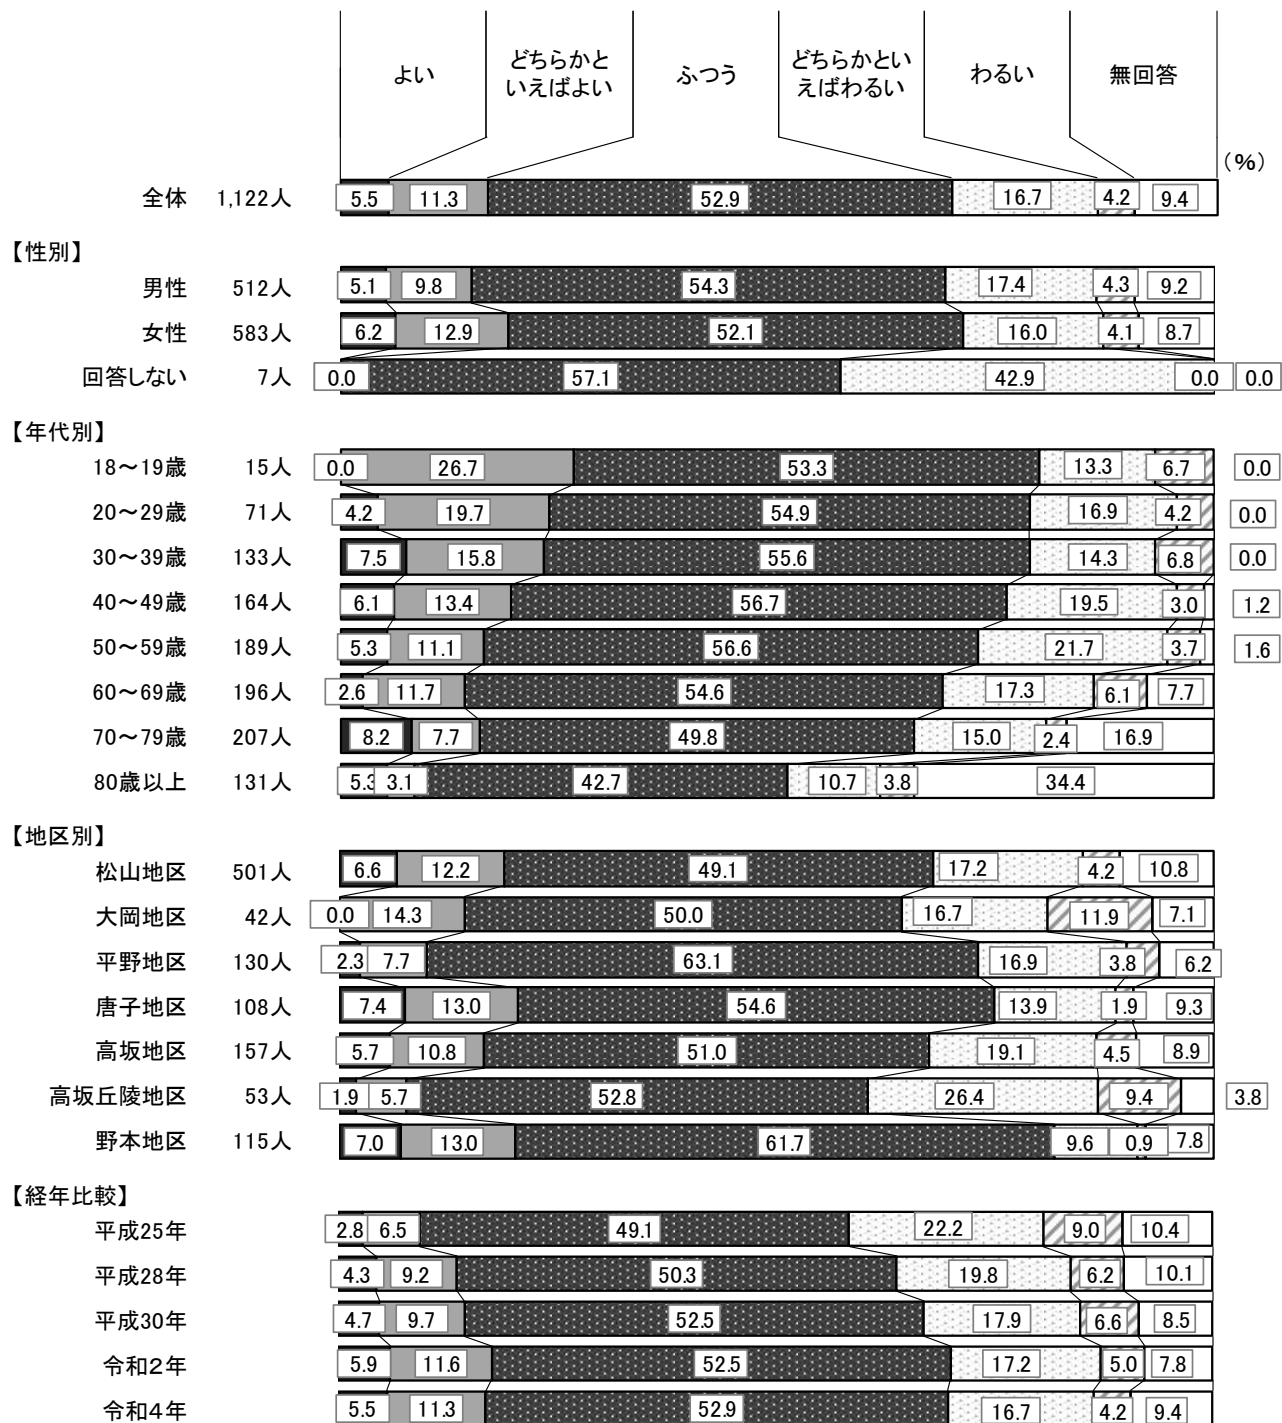 よい
どちらかと
いえばよい
ふつう
どちらかとい
えばわるい
わるい
無回答
(%)
全体 1,122人 5.5 11.3 52.9 16.7 4.2 9.4
【性別】
男性 512人 5.1 9.8 54.3 17.4 4.3 9.2
女性 583人 6.2 12.9 52.1 16.0 4.1 8.7
回答しない 7人 0.0 57.1 42.9 0.0 0.0
【年代別】
18～19歳 15人 0.0 26.7 53.3 13.3 6.7 0.0
20～29歳 71人 4.2 19.7 54.9 16.9 4.2 0.0
30～39歳 133人 7.5 15.8 55.6 14.3 6.8 0.0
40～49歳 164人 6.1 13.4 56.7 19.5 3.0 1.2
50～59歳 189人 5.3 11.1 56.6 21.7 3.7 1.6
60～69歳 196人 2.6 11.7 54.6 17.3 6.1 7.7
70～79歳 207人 8.2 7.7 49.8 15.0 2.4 16.9
80歳以上 131人 5.3 3.1 42.7 10.7 3.8 34.4
【地区別】
松山地区 501人 6.6 12.2 49.1 17.2 4.2 10.8
大岡地区 42人 0.0 14.3 50.0 16.7 11.9 7.1
平野地区 130人 2.3 7.7 63.1 16.9 3.8 6.2
唐子地区 108人 7.4 13.0 54.6 13.9 1.9 9.3
高坂地区 157人 5.7 10.8 51.0 19.1 4.5 8.9
高坂丘陵地区 53人 1.9 5.7 52.8 26.4 9.4 3.8
野本地区 115人 7.0 13.0 61.7 9.6 0.9 7.8
【経年比較】
平成25年 2.8 6.5 49.1 22.2 9.0 10.4
平成28年 4.3 9.2 50.3 19.8 6.2 10.1
平成30年 4.7 9.7 52.5 17.9 6.6 8.5
令和2年 5.9 11.6 52.5 17.2 5.0 7.8
令和4年 5.5 11.3 52.9 16.7 4.2 9.4